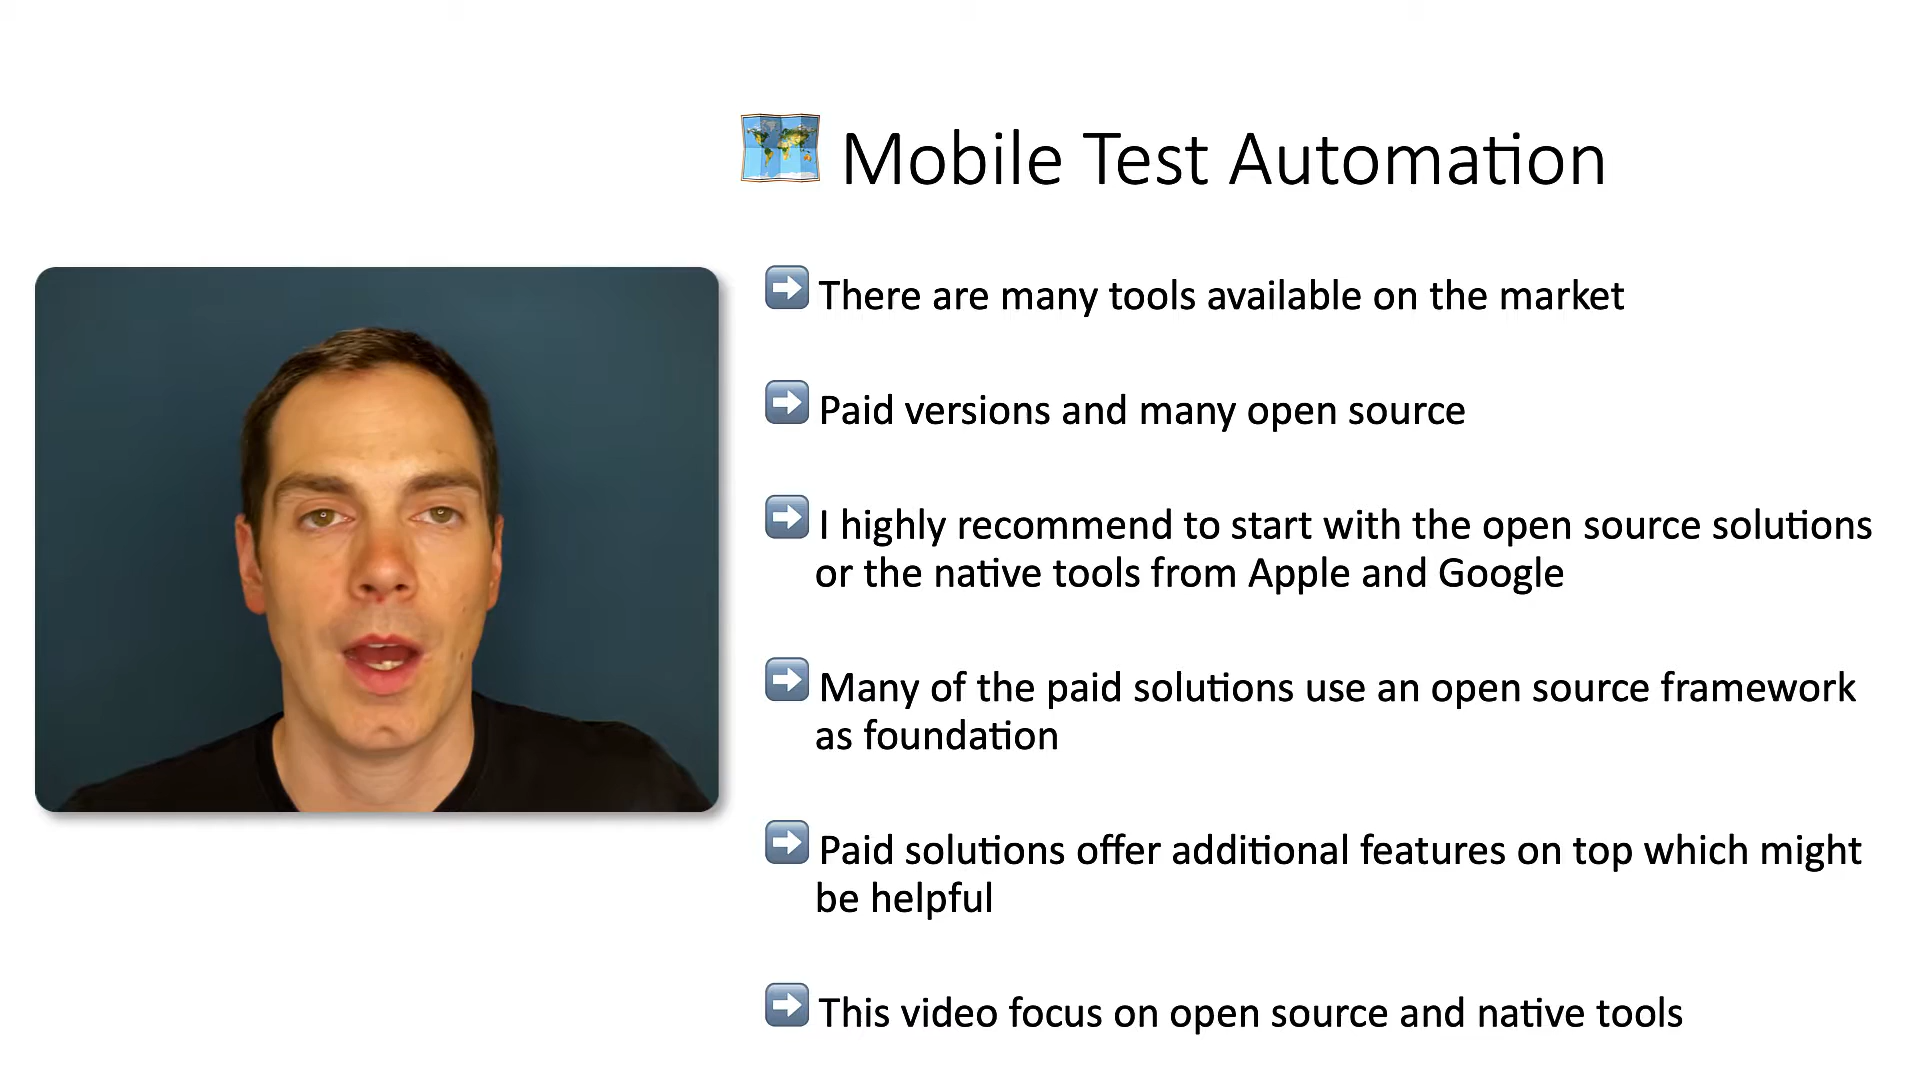 Mobile Test Automation
There are many tools available on the market
Paid versions and many open source
I highly recommend to start with the open source solutions
or the native tools from Apple and Google
Many of the paid solutions use an open source framework
as foundation
Paid solutions offer additional features on top which might
be helpful
This video focus on open source and native tools